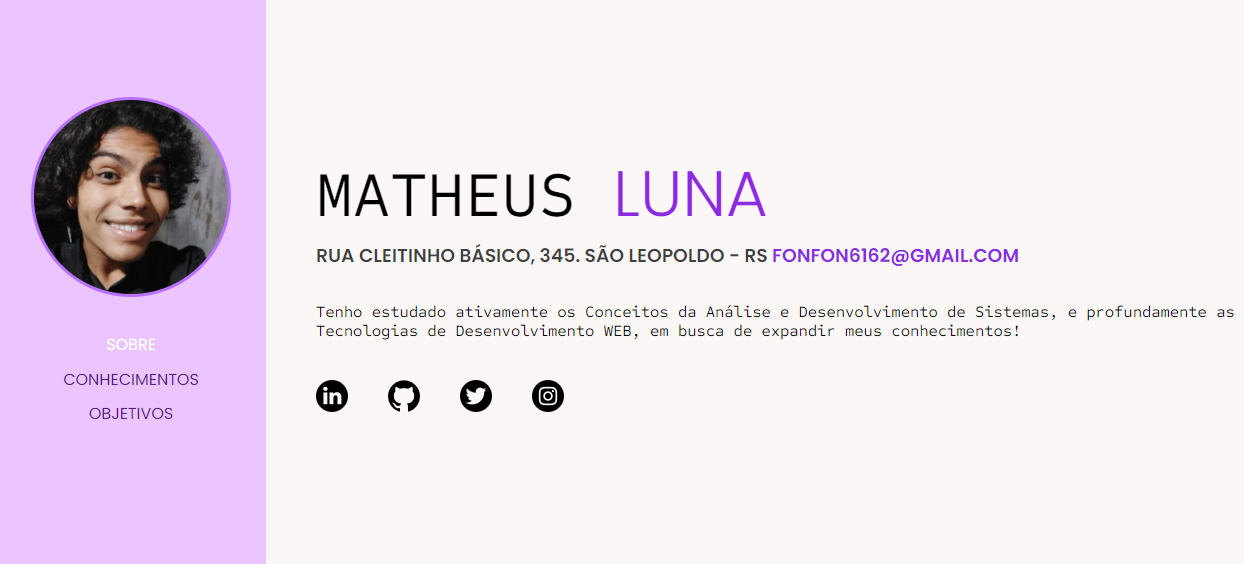 SOBRE
CONHECIMENTOS
OBJETIVOS
MATHEUS LUNA
RUA CLEITINHO BÁSICO, 345. SÃO LEOPOLDO - RS FONFON6162@GMAIL.COM
Tenho estudado ativamente os Conceitos da Análise e Desenvolvimento de Sistemas, e profundamente as
Tecnologias de Desenvolvimento WEB, em busca de expandir meus conhecimentos!
in